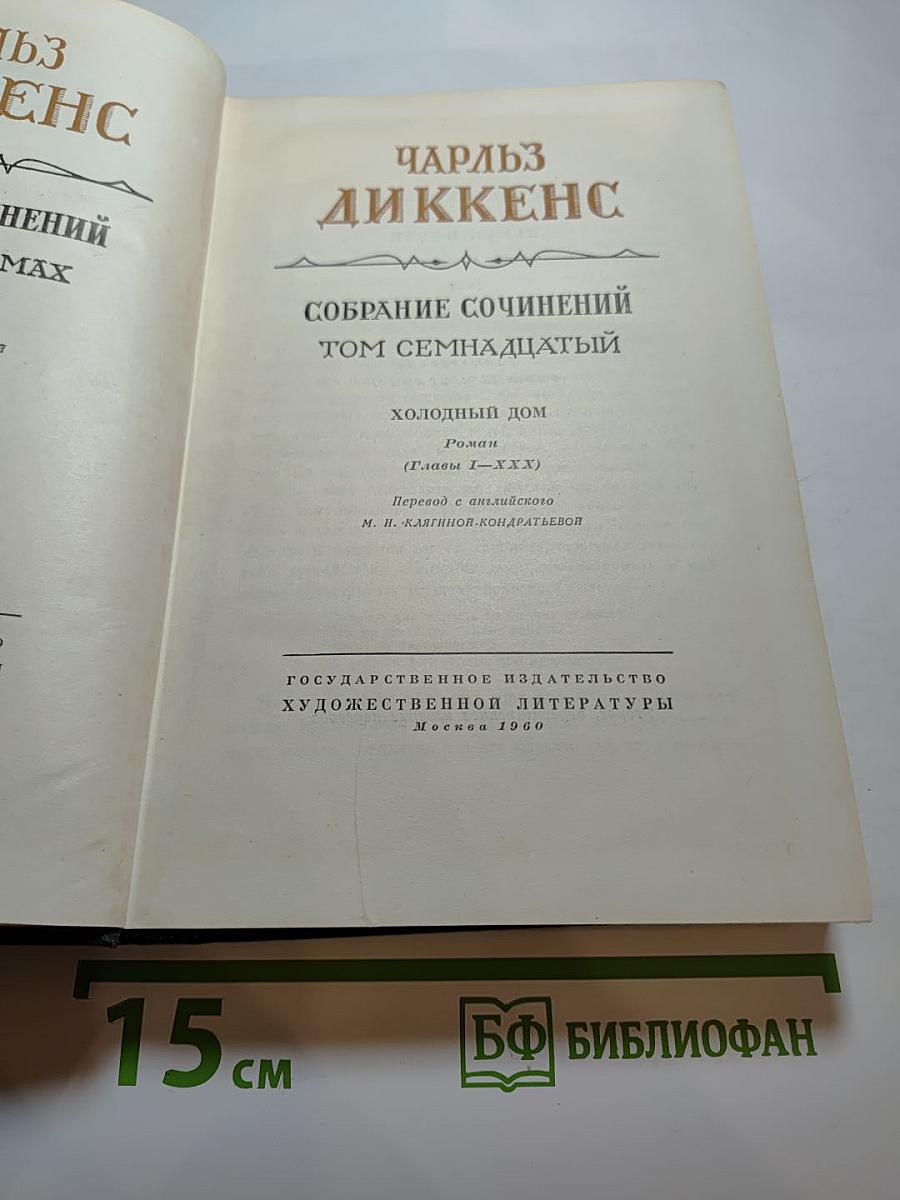 ЧАРЛЬЗ
ДИККЕНС
СОБРАНИЕ СОЧИНЕНИЙ
ТОМ СЕМНАДЦАТЫЙ
ХОЛОДНЫЙ ДОМ
Роман
(Главы I—XXX)
Перевод с английского
М. И. КЛЯГИНОЙ-КОНДРАТЬЕВОЙ
ГОСУДАРСТВЕННОЕ ИЗДАТЕЛЬСТВО
ХУДОЖЕСТВЕННОЙ ЛИТЕРАТУРЫ
Москва 1960
15 см
БФ БИБЛИОФАН